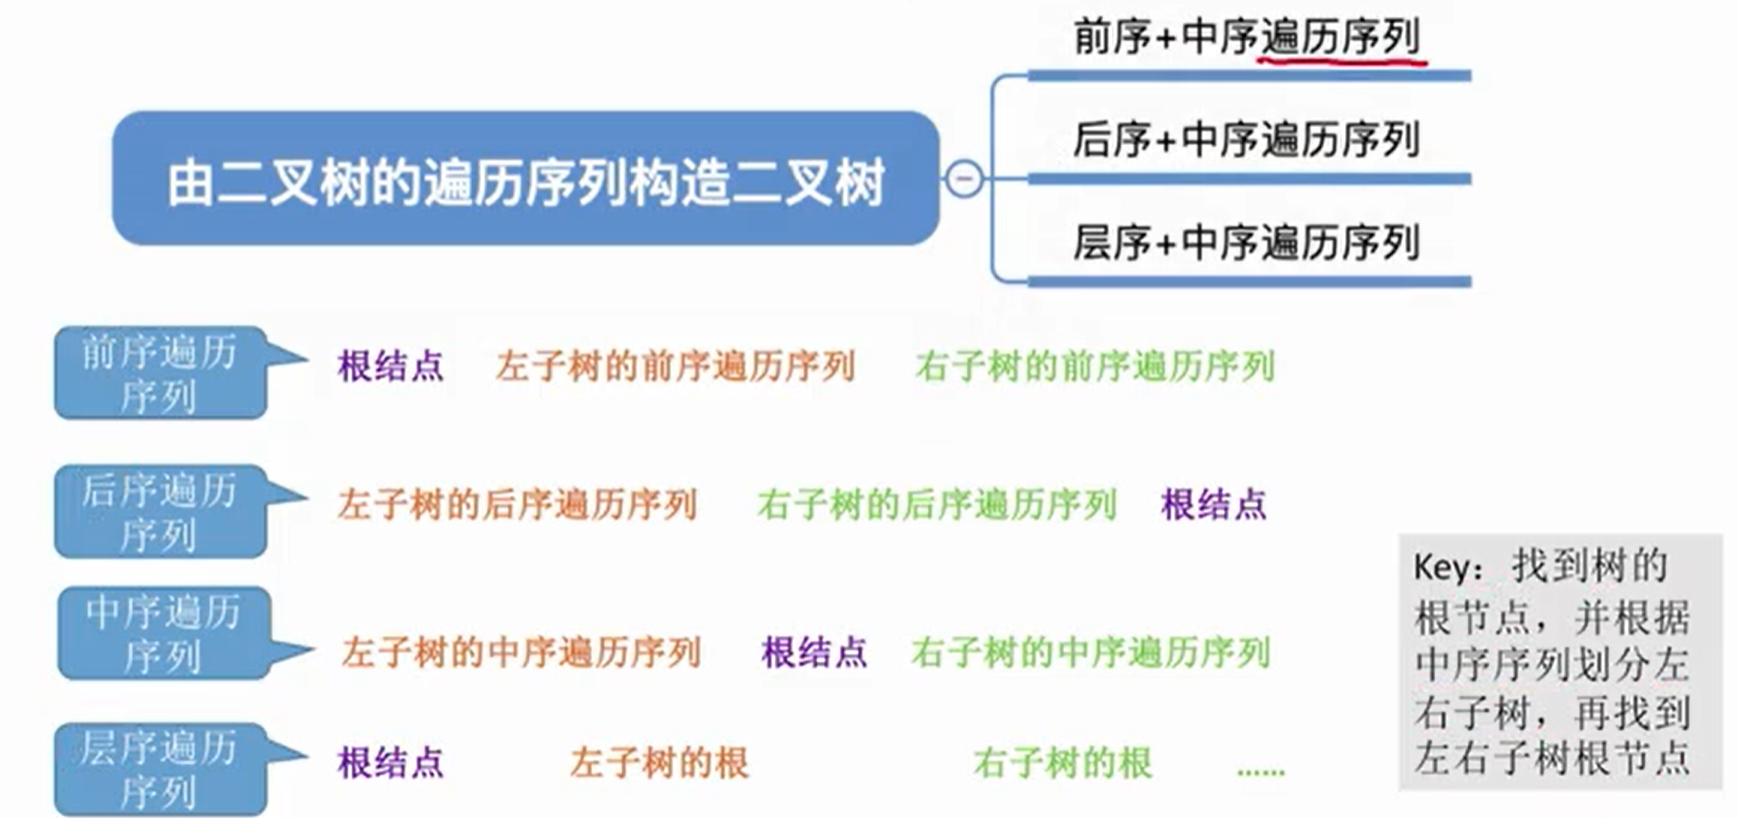 前序+中序遍历序列
后序+中序遍历序列
由二叉树的遍历序列构造二叉树
层序+中序遍历序列
前序遍历
序列
根结点 左子树的前序遍历序列 右子树的前序遍历序列
后序遍历
序列
左子树的后序遍历序列 右子树的后序遍历序列 根结点
中序遍历
序列
左子树的中序遍历序列 根结点 右子树的中序遍历序列
层序遍历
序列
根结点 左子树的根 右子树的根 ……
Key：找到树的
根节点，并根据
中序序列划分左
右子树，再找到
左右子树根节点